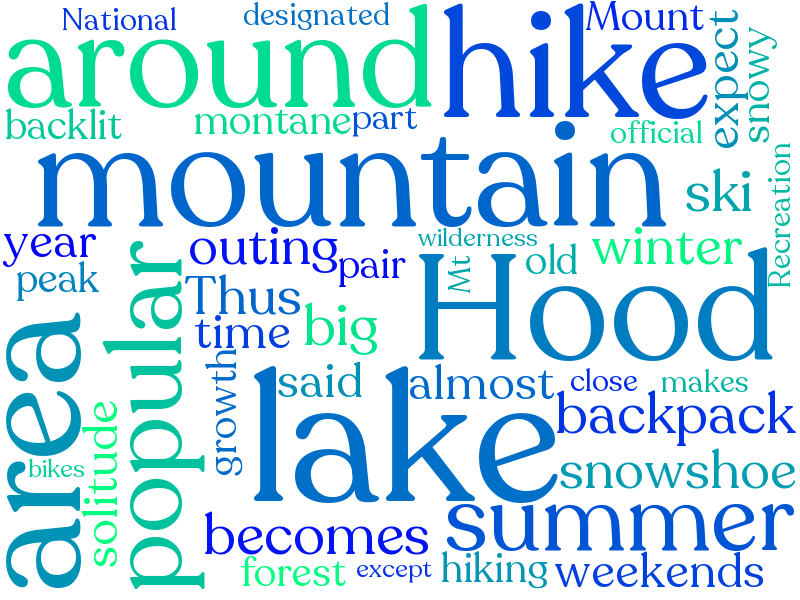 National
designated
Mount
around
hike
expect
snowy
backlit
montane
part
official
mountain
ski
Recreation
year
outing
pair
wilderness
Mt
old
winter
peak
popular
Thus
Hood
time
big
area
growth
said
almost
close
makes
lake
backpack
solitude
bikes
snowshoe
becomes
summer
forest
except
hiking
weekends